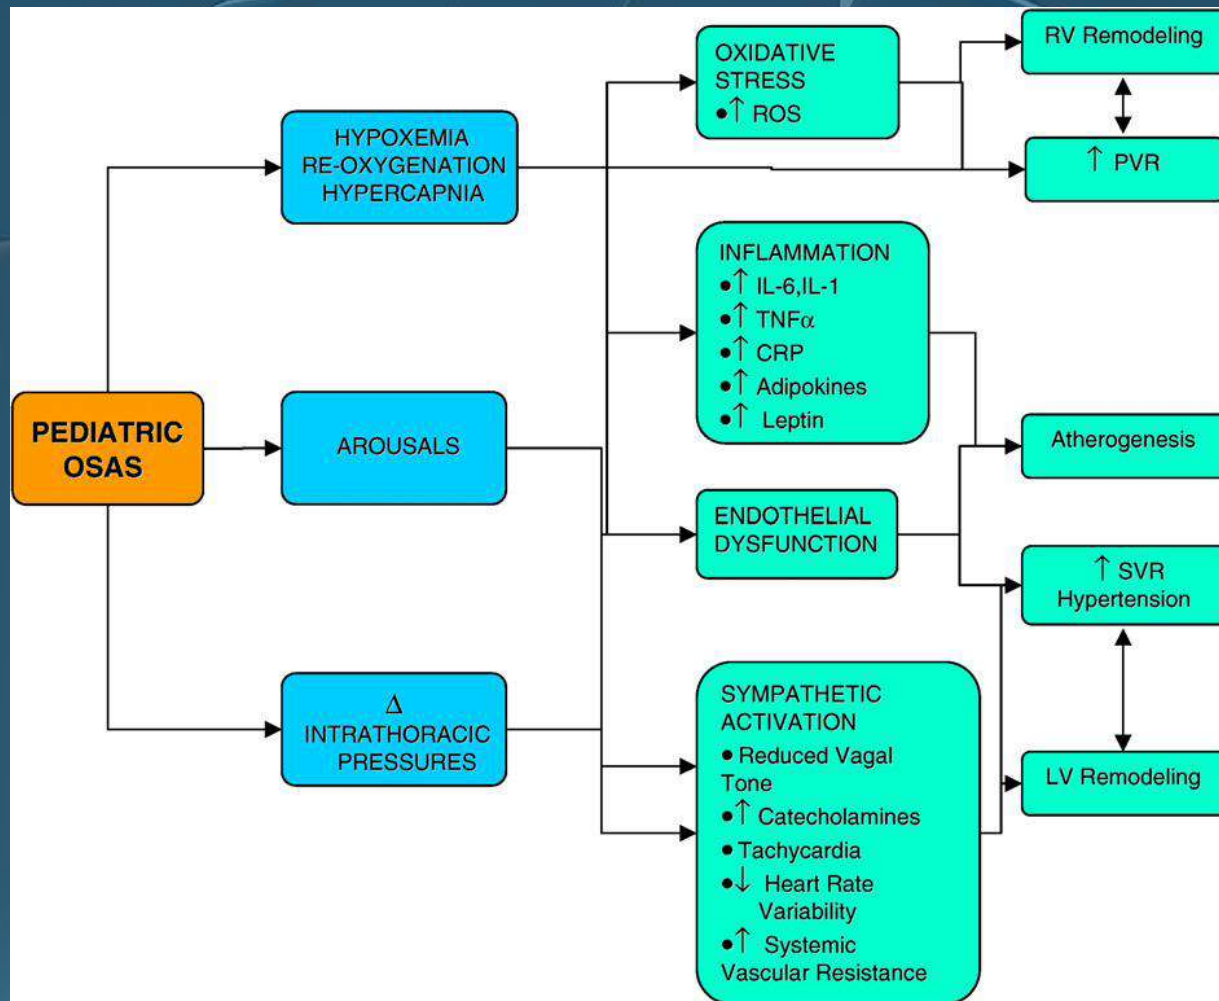 PEDIATRIC
OSAS
HYPOXEMIA
RE-OXYGENATION
HYPERCAPNIA
AROUSALS
Δ
INTRATHORACIC
PRESSURES
OXIDATIVE
STRESS
●↑ ROS
INFLAMMATION
●↑ IL-6,IL-1
●↑ TNFα
●↑ CRP
●↑ Adipokines
●↑ Leptin
ENDOTHELIAL
DYSFUNCTION
SYMPATHETIC
ACTIVATION
● Reduced Vagal
Tone
●↑ Catecholamines
● Tachycardia
●↓ Heart Rate
Variability
●↑ Systemic
Vascular Resistance
RV Remodeling
↑ PVR
Atherogenesis
↑ SVR
Hypertension
LV Remodeling